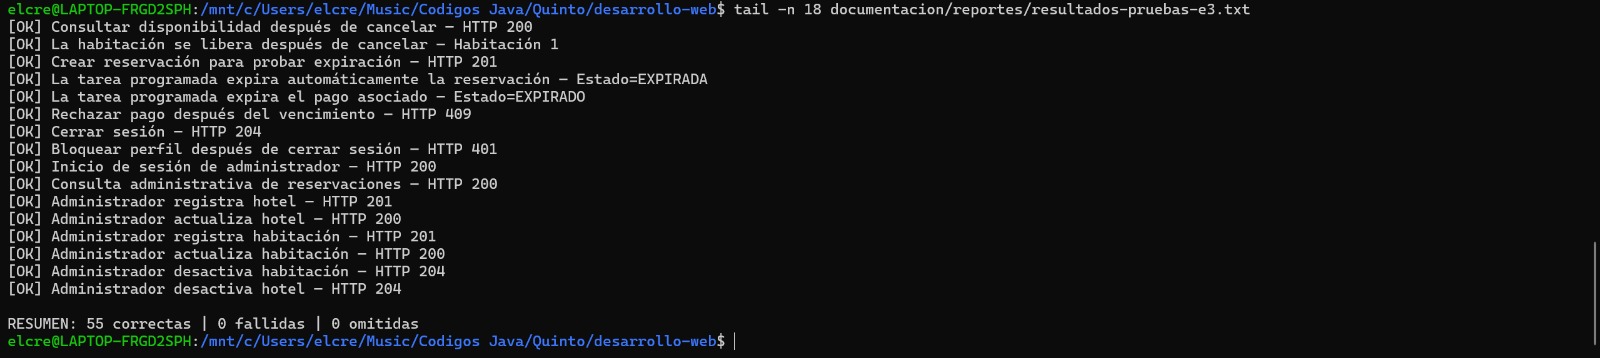 elcre@LAPTOP-FRGD2SPH:/mnt/c/Users/elcre/Music/Codigos Java/Quinto/desarrollo-web$ tail -n 18 documentacion/reportes/resultados-pruebas-e3.txt
[OK] Consultar disponibilidad después de cancelar — HTTP 200
[OK] La habitación se libera después de cancelar — Habitación 1
[OK] Crear reservación para probar expiración — HTTP 201
[OK] La tarea programada expira automáticamente la reservación — Estado=EXPIRADA
[OK] La tarea programada expira el pago asociado — Estado=EXPIRADO
[OK] Rechazar pago después del vencimiento — HTTP 409
[OK] Cerrar sesión — HTTP 204
[OK] Bloquear perfil después de cerrar sesión — HTTP 401
[OK] Inicio de sesión de administrador — HTTP 200
[OK] Consulta administrativa de reservaciones — HTTP 200
[OK] Administrador registra hotel — HTTP 201
[OK] Administrador actualiza hotel — HTTP 200
[OK] Administrador registra habitación — HTTP 201
[OK] Administrador actualiza habitación — HTTP 200
[OK] Administrador desactiva habitación — HTTP 204
[OK] Administrador desactiva hotel — HTTP 204
RESUMEN: 55 correctas | 0 fallidas | 0 omitidas
elcre@LAPTOP-FRGD2SPH:/mnt/c/Users/elcre/Music/Codigos Java/Quinto/desarrollo-web$